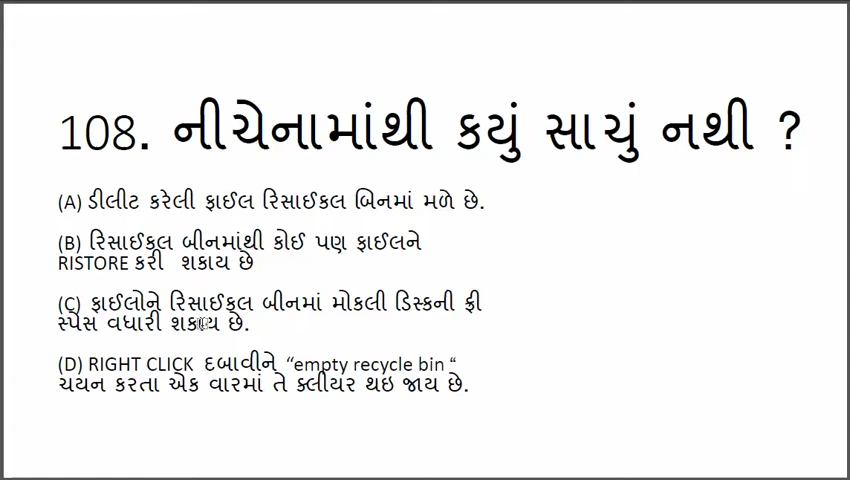 108. નીચેનામાંથી કયું સાચું નથી ?
(A) ડીલીટ કરેલી ફાઈલ રિસાઈકલ બિનમાં મળે છે.
(B) રિસાઈકલ બીનમાંથી કોઈ પણ ફાઈલને
RISTORE કરી શકાય છે
(C) ફાઈલોને રિસાઈકલ બીનમાં મોકલી ડિસ્કની ફ્રી
સ્પેસ વધારી શકાય છે.
(D) RIGHT CLICK દબાવીને “empty recycle bin “
ચયન કરતા એક વારમાં તે ક્લીયર થઇ જાય છે.